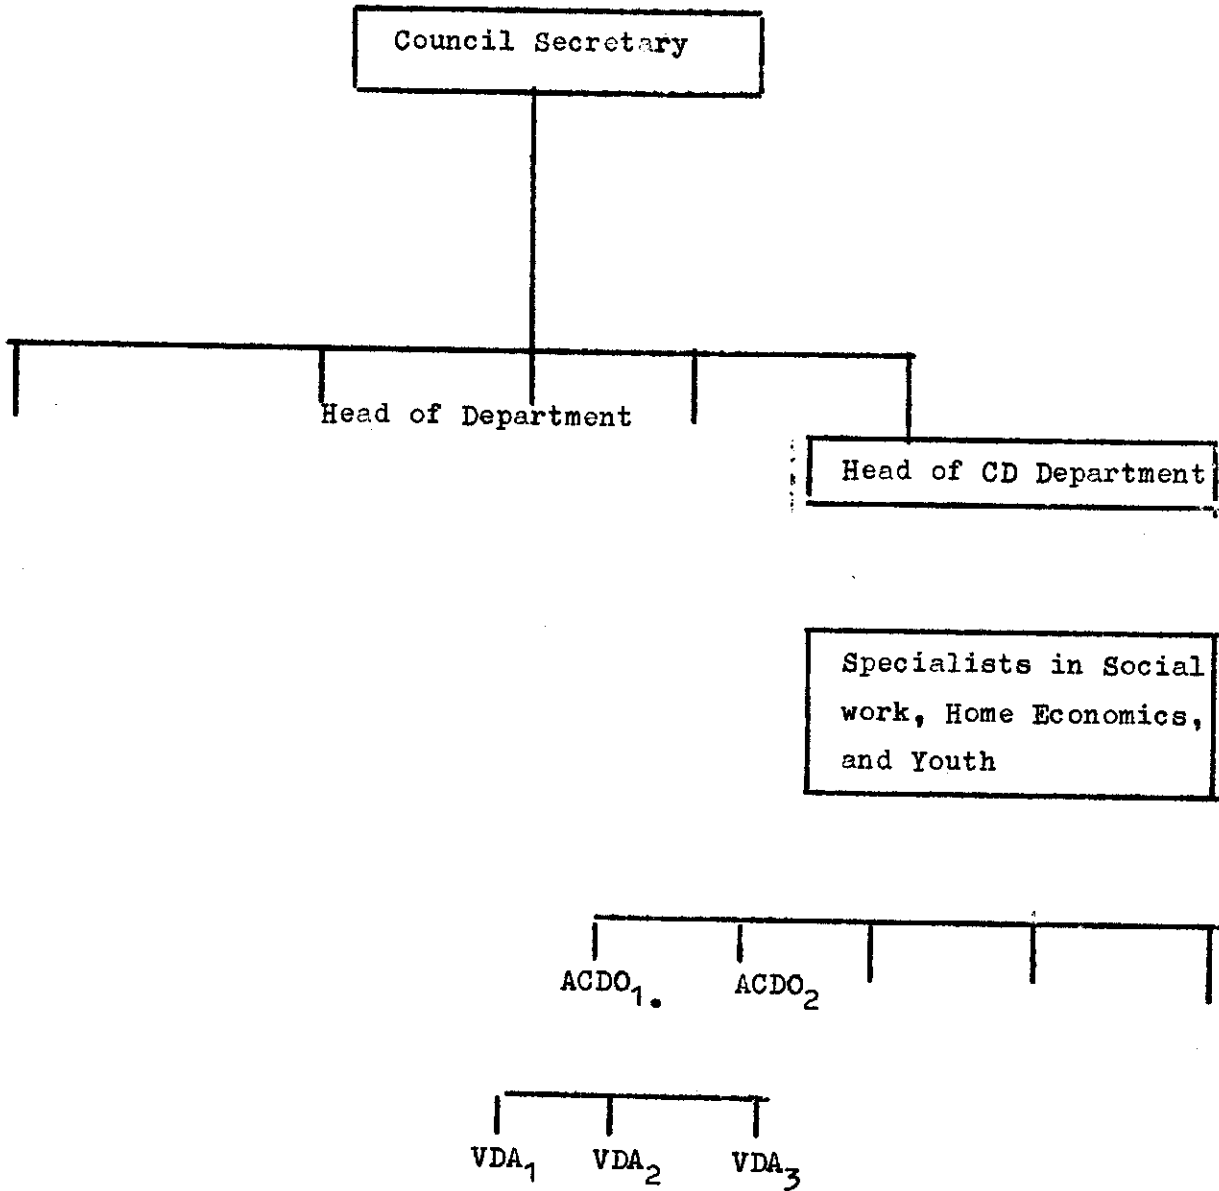 Council Secretary
Head of Department
Head of CD Department
Specialists in Social
work, Home Economics,
and Youth
ACDO₁. ACDO₂
VDA₁ VDA₂ VDA₃